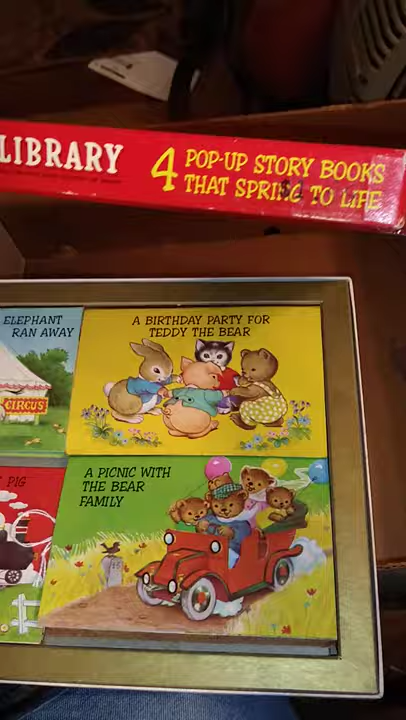 LIBRARY
4 POP-UP STORY BOOKS
THAT SPRING TO LIFE
ELEPHANT
RAN AWAY
CIRCUS
A BIRTHDAY PARTY FOR
TEDDY THE BEAR
PIG
A PICNIC WITH
THE BEAR
FAMILY